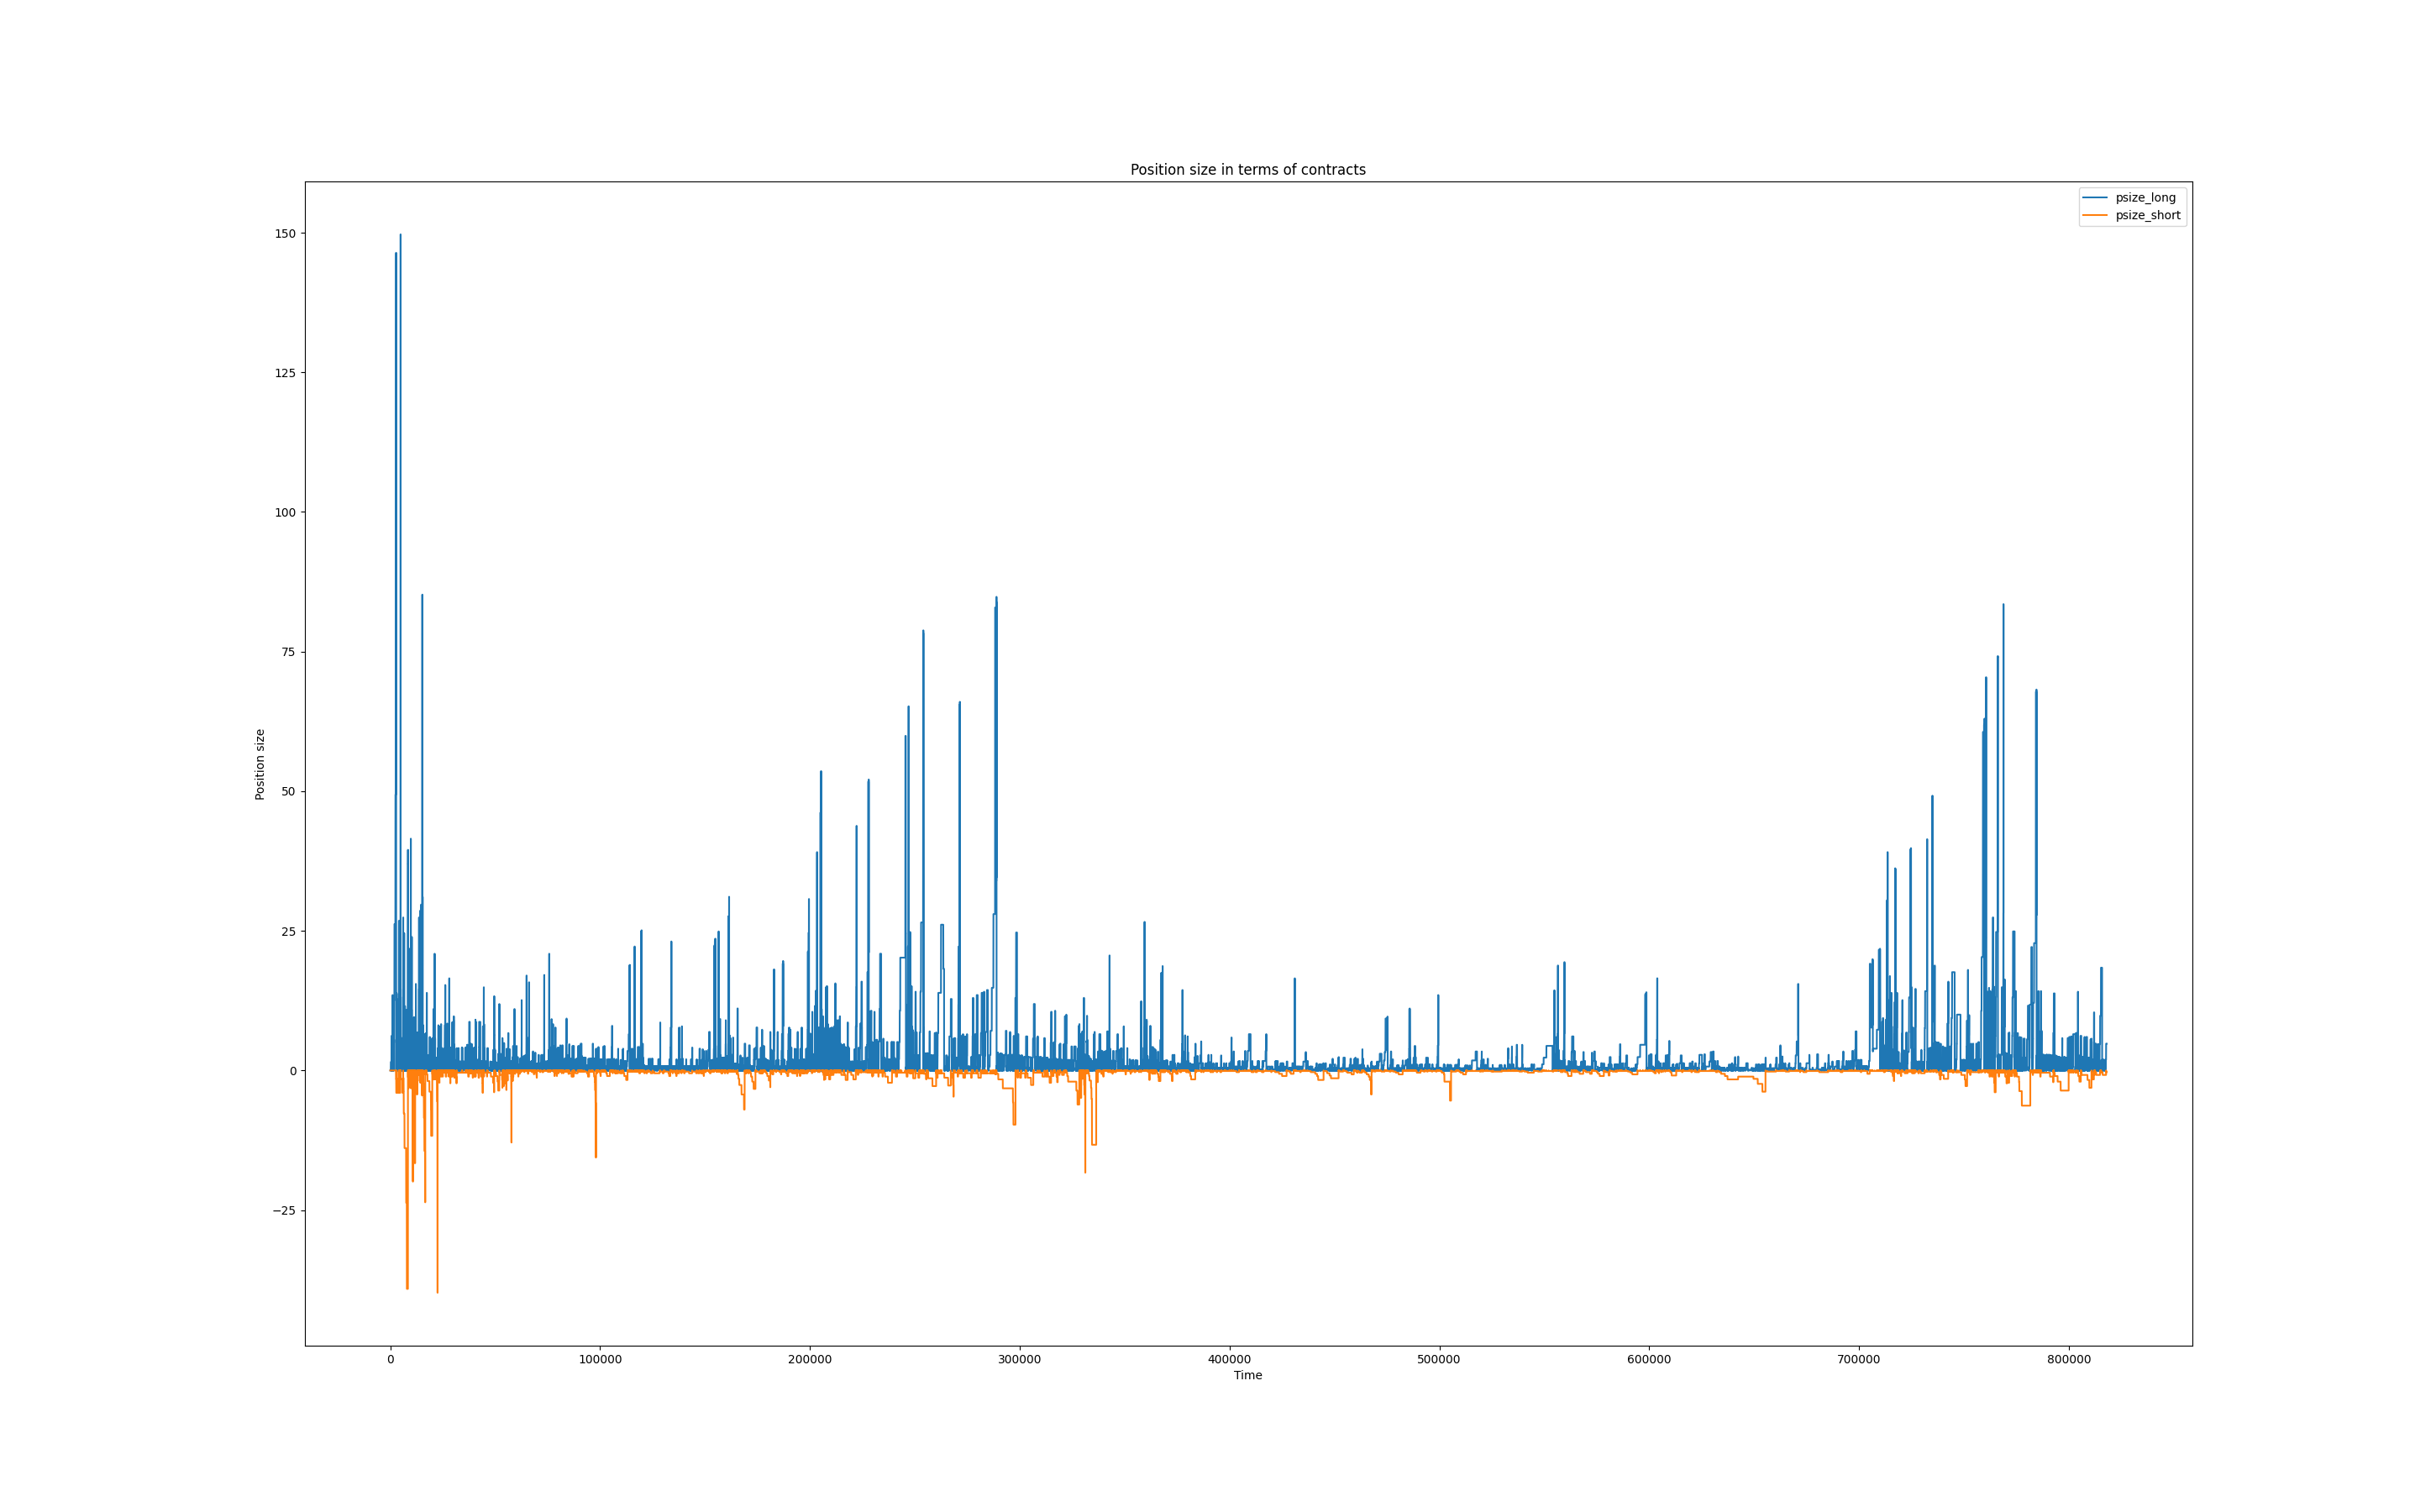 Position size in terms of contracts
psize_long
psize_short
150
125
100
75
50
25
0
−25
Position size
0 100000 200000 300000 400000 500000 600000 700000 800000
Time